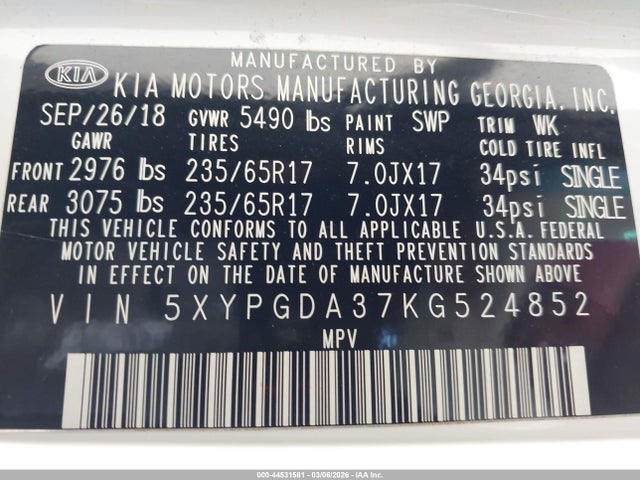 MANUFACTURED BY
KIA KIA MOTORS MANUFACTURING GEORGIA, INC.
SEP/26/18 GVWR 5490 lbs PAINT SWP TRIM WK
GAWR TIRES RIMS COLD TIRE INFL
FRONT 2976 lbs 235/65R17 7.0JX17 34psi SINGLE
REAR 3075 lbs 235/65R17 7.0JX17 34psi SINGLE
THIS VEHICLE CONFORMS TO ALL APPLICABLE U.S.A. FEDERAL
MOTOR VEHICLE SAFETY AND THEFT PREVENTION STANDARDS
IN EFFECT ON THE DATE OF MANUFACTURE SHOWN ABOVE.
VIN 5XYPGDA37KG524852
MPV
000-44531581 - 03/06/2026 - IAA Inc.